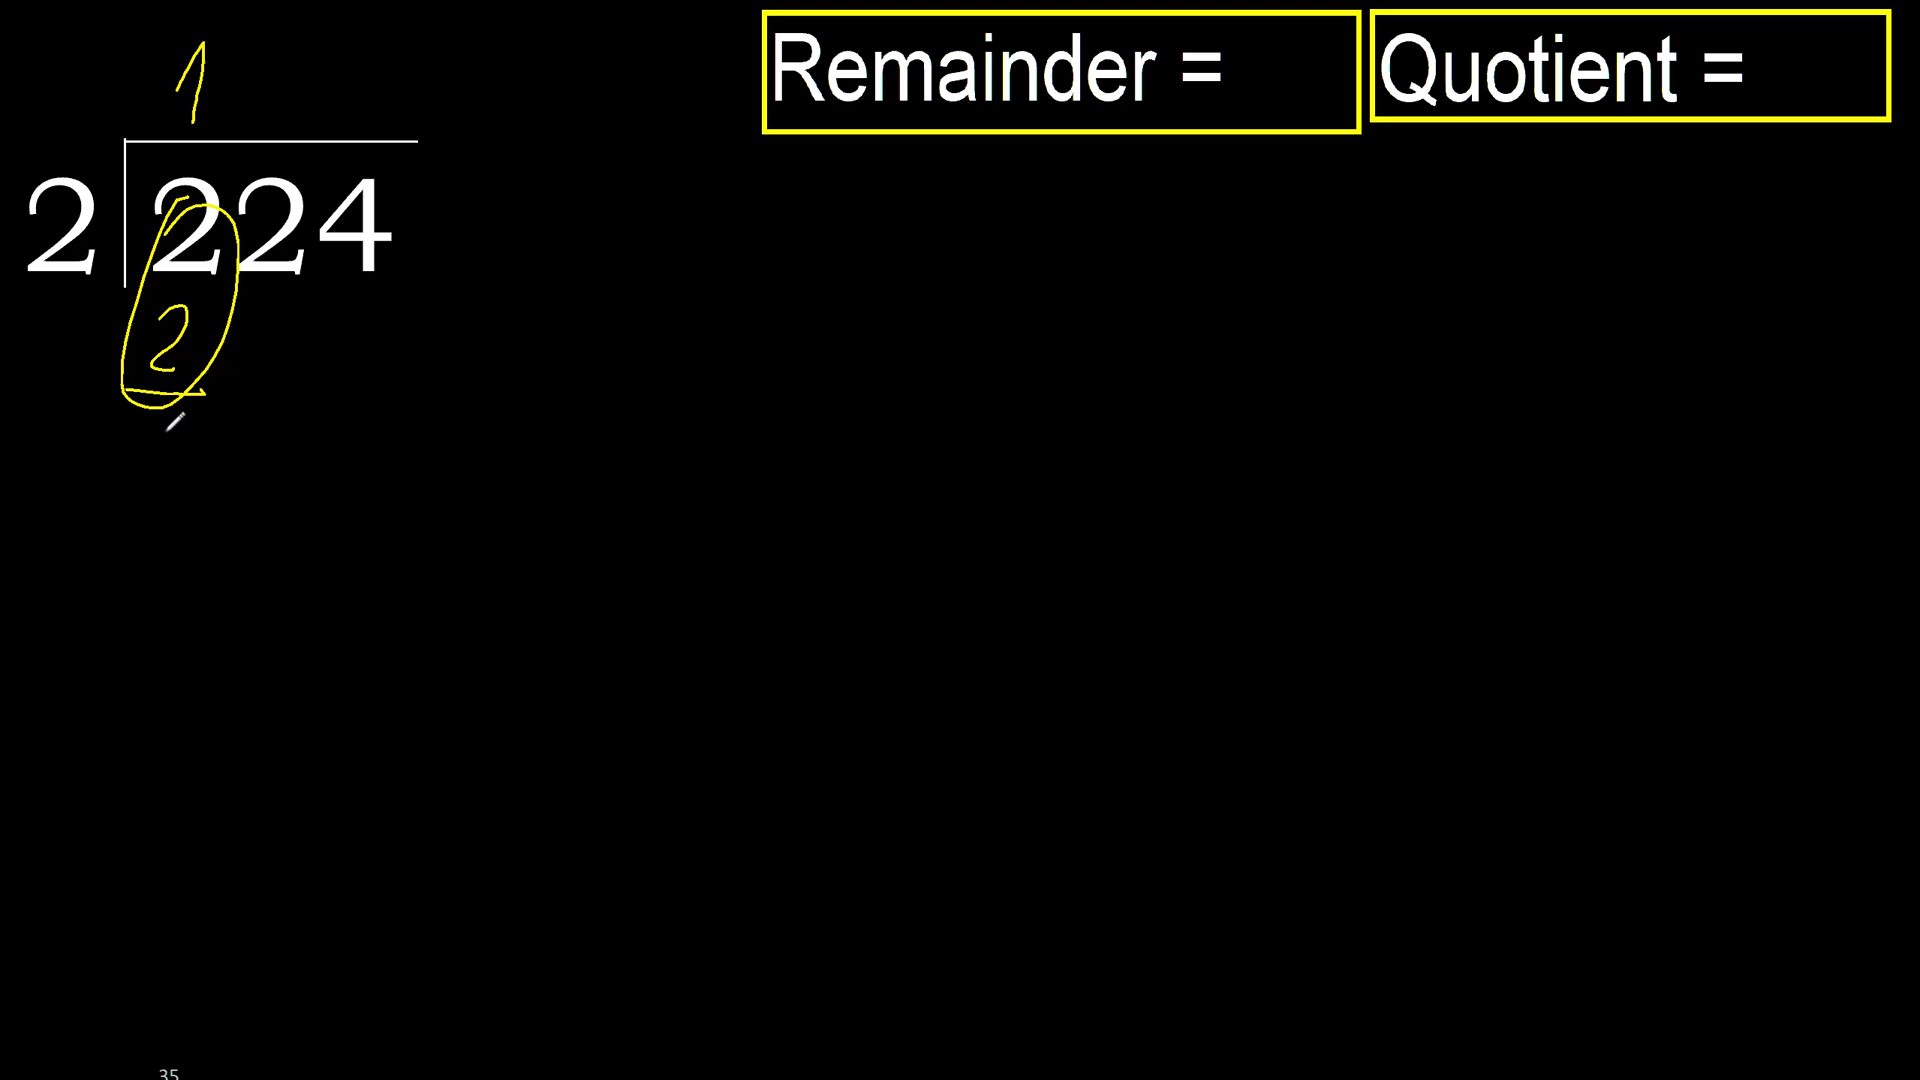 1
Remainder =
Quotient =
2 224
2
35